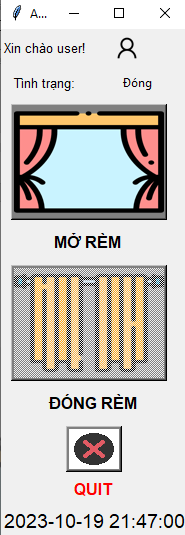 A...
Xin chào user!
Tình trạng: Đóng
MỞ RÈM
ĐÓNG RÈM
QUIT
2023-10-19 21:47:00